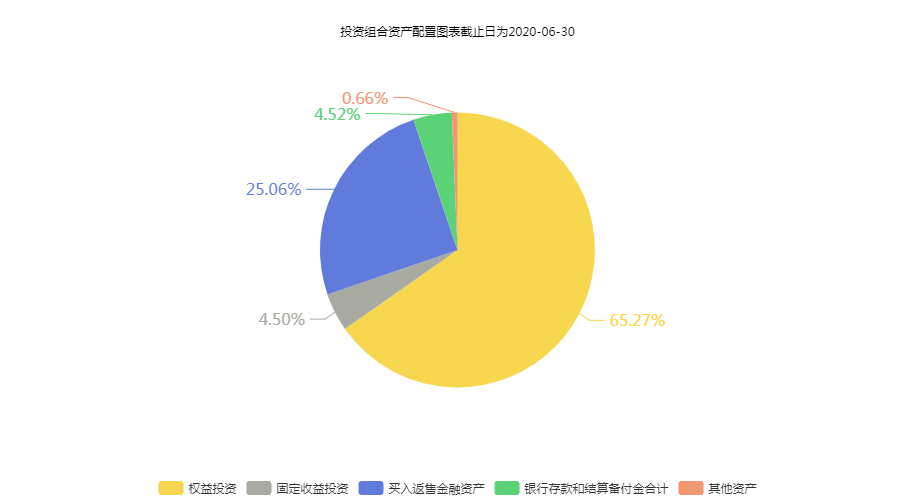 投资组合资产配置图表截止日为2020-06-30
0.66%
4.52%
25.06%
4.50%
65.27%
权益投资 固定收益投资 买入返售金融资产 银行存款和结算备付金合计 其他资产